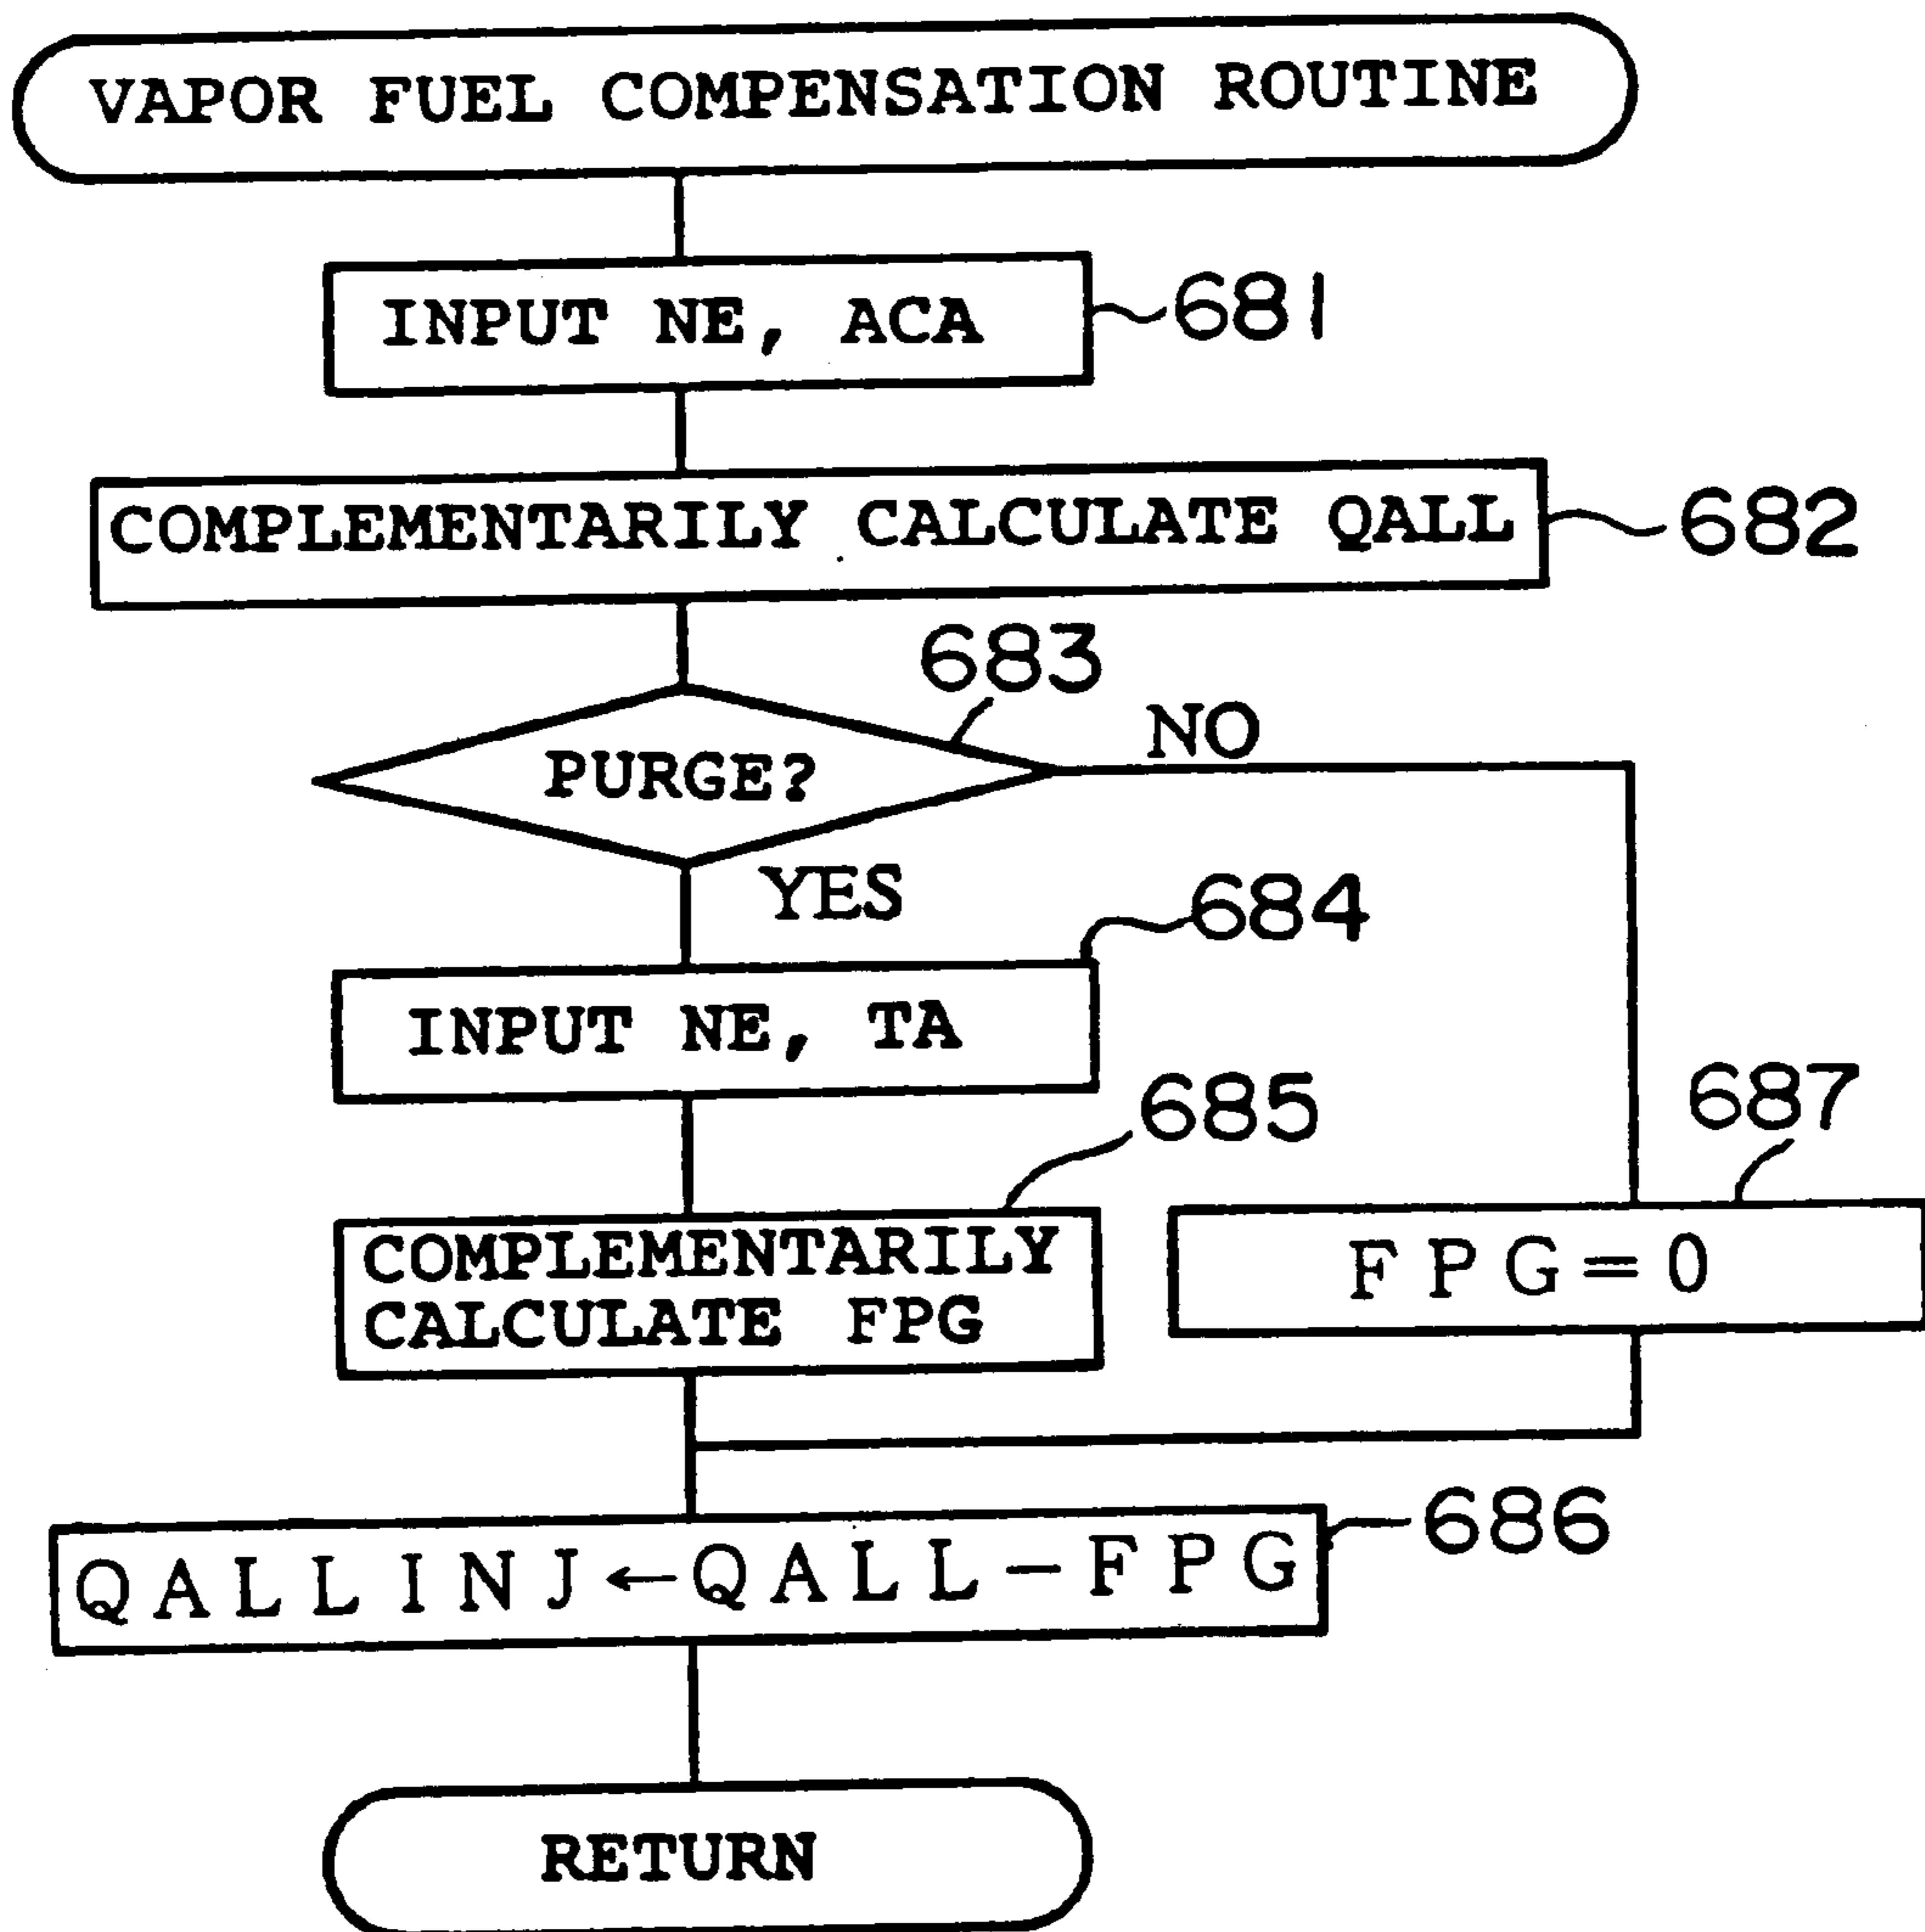 VAPOR FUEL COMPENSATION ROUTINE
INPUT NE, ACA
681
COMPLEMENTARILY CALCULATE QALL
682
683
PURGE?
NO
YES
684
INPUT NE, TA
685
687
COMPLEMENTARILY
CALCULATE FPG
FPG=0
686
QALLINJ←QALL-FPG
RETURN